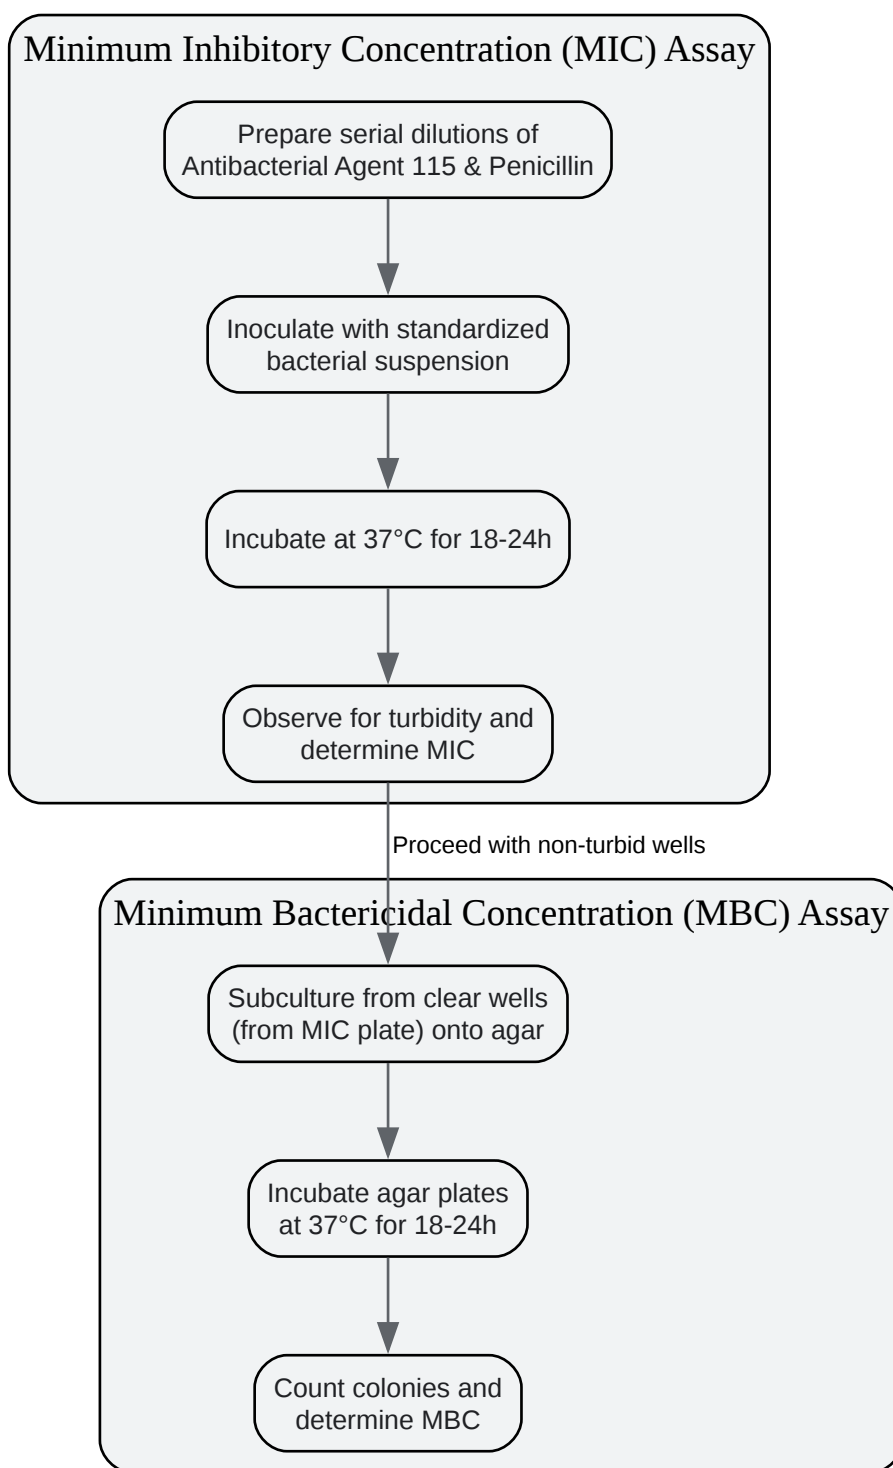 Minimum Inhibitory Concentration (MIC) Assay
Prepare serial dilutions of
Antibacterial Agent 115 & Penicillin
Inoculate with standardized
bacterial suspension
Incubate at 37°C for 18-24h
Observe for turbidity and
determine MIC
Proceed with non-turbid wells
Minimum Bactericidal Concentration (MBC) Assay
Subculture from clear wells
(from MIC plate) onto agar
Incubate agar plates
at 37°C for 18-24h
Count colonies and
determine MBC